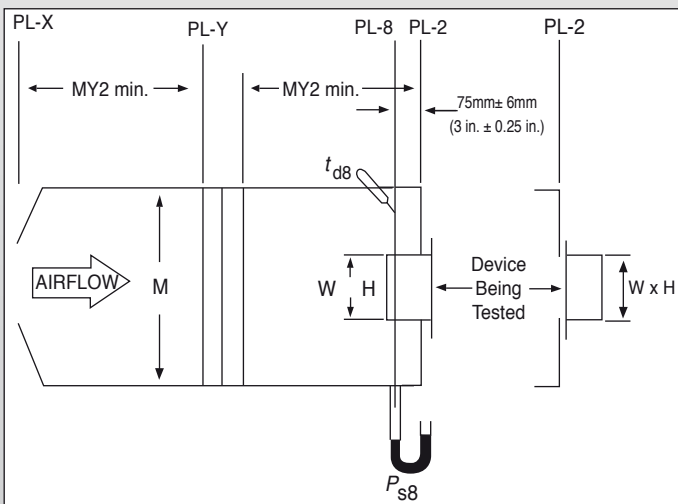 PL-X PL-Y PL-8 PL-2 PL-2
MY2 min. MY2 min.
75mm± 6mm
(3 in. ± 0.25 in.)
td8
AIRFLOW M W H
Device
Being
Tested
W x H
Ps8